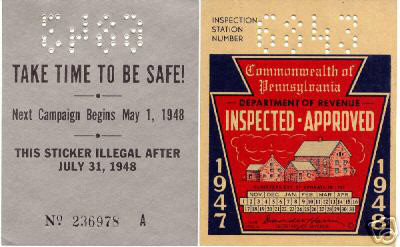 TAKE TIME TO BE SAFE!
Next Campaign Begins May 1, 1948
THIS STICKER ILLEGAL AFTER
JULY 31, 1948
No 236978 A
INSPECTION
STATION
NUMBER
Commonwealth of
Pennsylvania
DEPARTMENT OF REVENUE
INSPECTED · APPROVED
NOV DEC JAN FEB MAR APR
1947
1948